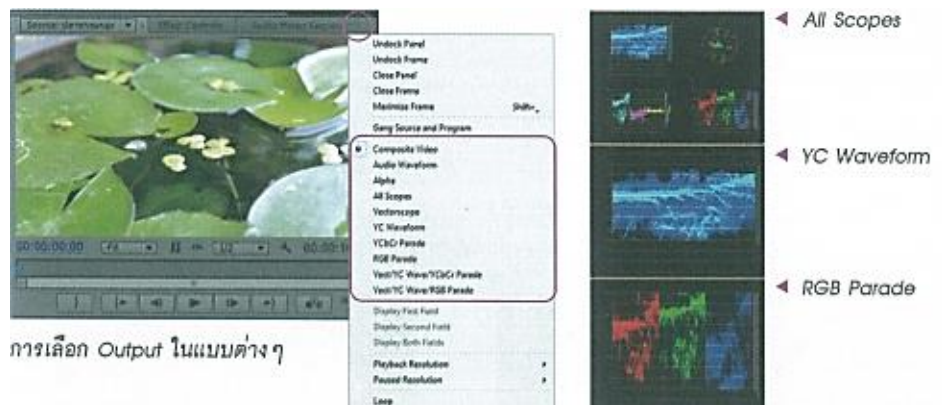 Effect Controls
Undock Panel
Undock Frame
Close Panel
Close Frame
Maximize Frame Shift+
Gang Source and Program
Composite Video
Audio Waveform
Alpha
All Scopes
Vectorscope
YC Waveform
YCbCr Parade
RGB Parade
Vect/YC Wave/YCbCr Parade
Vect/YC Wave/RGB Parade
Display First Field
Display Second Field
Display Both Fields
Playback Resolution
Paused Resolution
Loop
00:00:00:00
Fit
1/2
การเลือก Output ในแบบต่าง ๆ
All Scopes
YC Waveform
RGB Parade